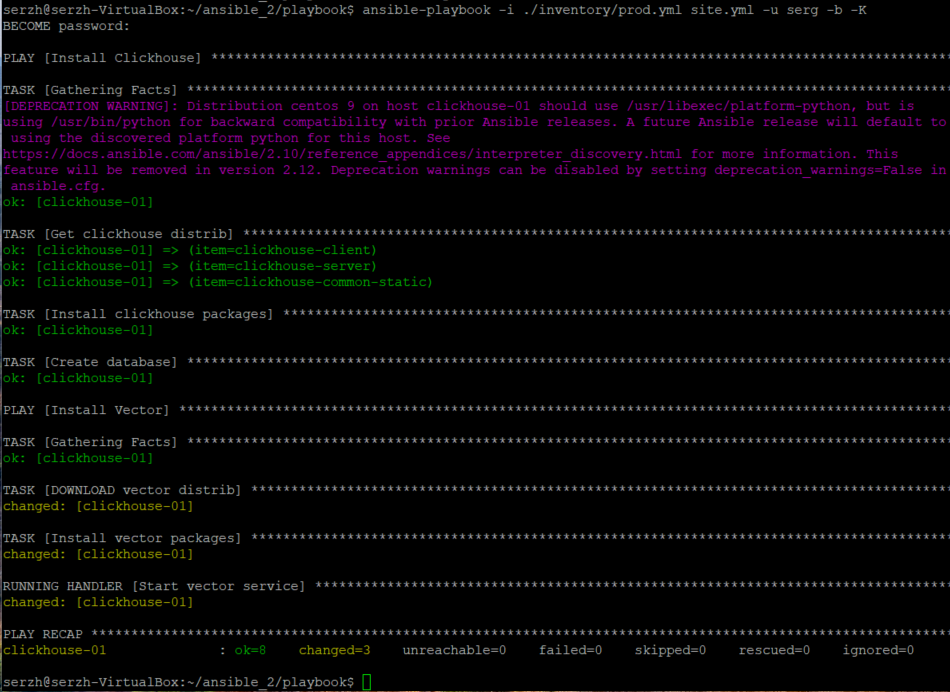 serzh@serzh-VirtualBox:~/ansible_2/playbook$ ansible-playbook -i ./inventory/prod.yml site.yml -u serg -b -K
BECOME password:
PLAY [Install Clickhouse] ***********************************************************************************************
TASK [Gathering Facts] **************************************************************************************************
[DEPRECATION WARNING]: Distribution centos 9 on host clickhouse-01 should use /usr/libexec/platform-python, but is
using /usr/bin/python for backward compatibility with prior Ansible releases. A future Ansible release will default to
 using the discovered platform python for this host. See
https://docs.ansible.com/ansible/2.10/reference_appendices/interpreter_discovery.html for more information. This
feature will be removed in version 2.12. Deprecation warnings can be disabled by setting deprecation_warnings=False in
 ansible.cfg.
ok: [clickhouse-01]
TASK [Get clickhouse distrib] *******************************************************************************************
ok: [clickhouse-01] => (item=clickhouse-client)
ok: [clickhouse-01] => (item=clickhouse-server)
ok: [clickhouse-01] => (item=clickhouse-common-static)
TASK [Install clickhouse packages] **************************************************************************************
ok: [clickhouse-01]
TASK [Create database] **************************************************************************************************
ok: [clickhouse-01]
PLAY [Install Vector] ***************************************************************************************************
TASK [Gathering Facts] **************************************************************************************************
ok: [clickhouse-01]
TASK [DOWNLOAD vector distrib] ******************************************************************************************
changed: [clickhouse-01]
TASK [Install vector packages] ******************************************************************************************
changed: [clickhouse-01]
RUNNING HANDLER [Start vector service] **********************************************************************************
changed: [clickhouse-01]
PLAY RECAP **************************************************************************************************************
clickhouse-01              : ok=8    changed=3    unreachable=0    failed=0    skipped=0    rescued=0    ignored=0
serzh@serzh-VirtualBox:~/ansible_2/playbook$